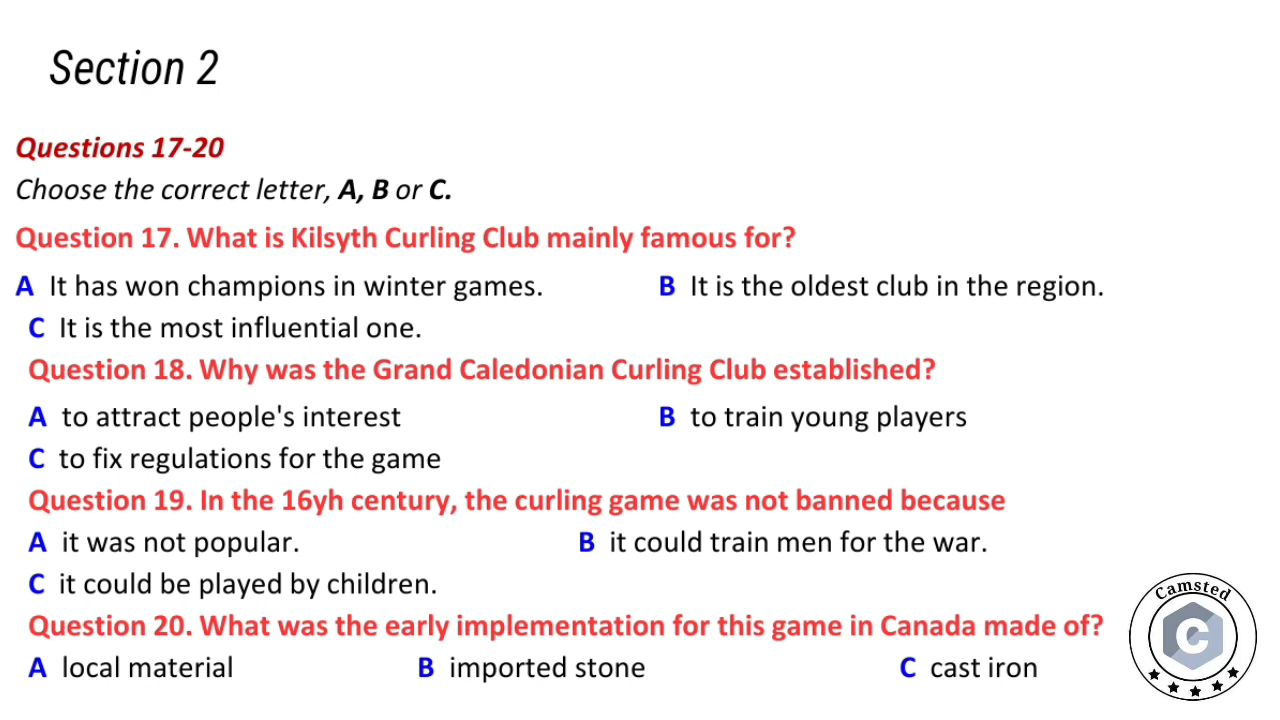 Section 2
Questions 17-20
Choose the correct letter, A, B or C.
Question 17. What is Kilsyth Curling Club mainly famous for?
A It has won champions in winter games. B It is the oldest club in the region.
C It is the most influential one.
Question 18. Why was the Grand Caledonian Curling Club established?
A to attract people's interest B to train young players
C to fix regulations for the game
Question 19. In the 16yh century, the curling game was not banned because
A it was not popular. B it could train men for the war.
C it could be played by children.
Question 20. What was the early implementation for this game in Canada made of?
A local material B imported stone C cast iron
Camsted
C